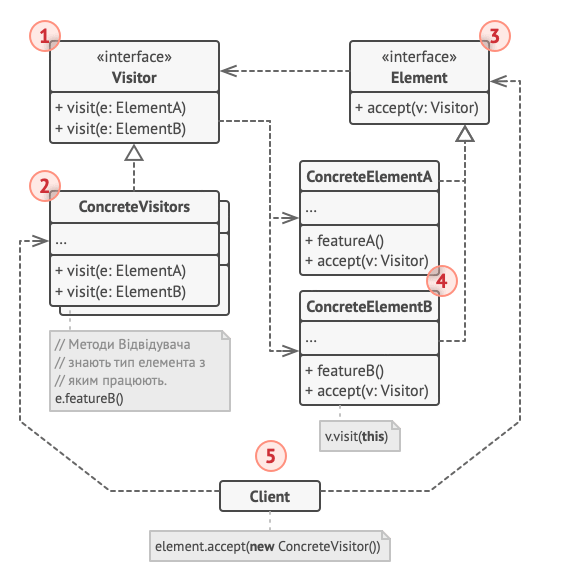 1
«interface»
Visitor
+ visit(e: ElementA)
+ visit(e: ElementB)
2
ConcreteVisitors
...
+ visit(e: ElementA)
+ visit(e: ElementB)
// Методи Відвідувача
// знають тип елемента з
// яким працюють.
e.featureB()
3
«interface»
Element
+ accept(v: Visitor)
ConcreteElementA
...
+ featureA()
+ accept(v: Visitor)
4
ConcreteElementB
...
+ featureB()
+ accept(v: Visitor)
v.visit(this)
5
Client
element.accept(new ConcreteVisitor())